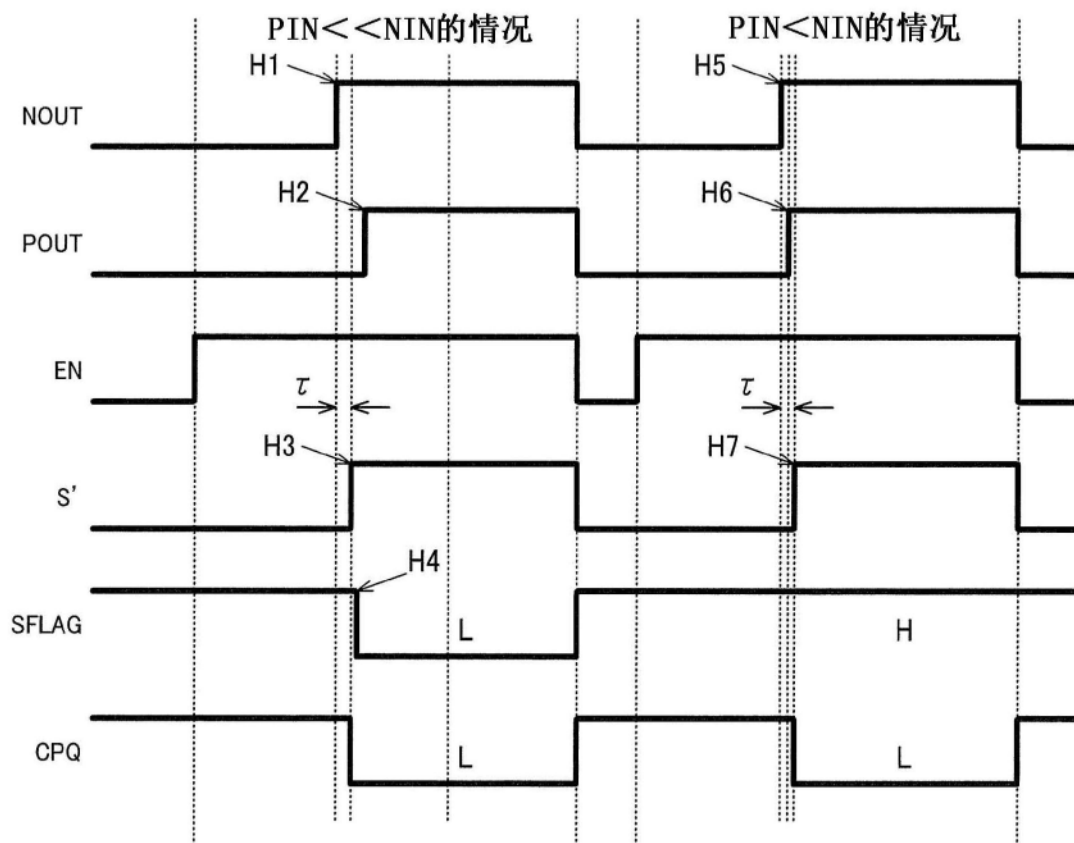 PIN<<NIN的情况
PIN<NIN的情况
H1
H5
NOUT
H2
H6
POUT
EN
τ
τ
H3
H7
S'
H4
SFLAG
L
H
CPQ
L
L